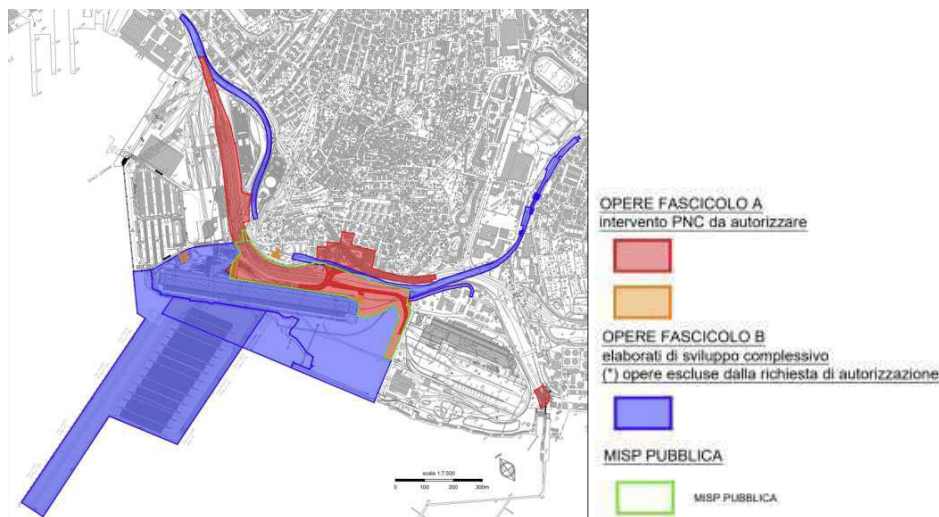 OPERE FASCICOLO A
intervento PNC da autorizzare
OPERE FASCICOLO B
elaborati di sviluppo complessivo
(*) opere escluse dalla richiesta di autorizzazione
MISP PUBBLICA
MISP PUBBLICA
scala 1:7.500
0 100 200 300m